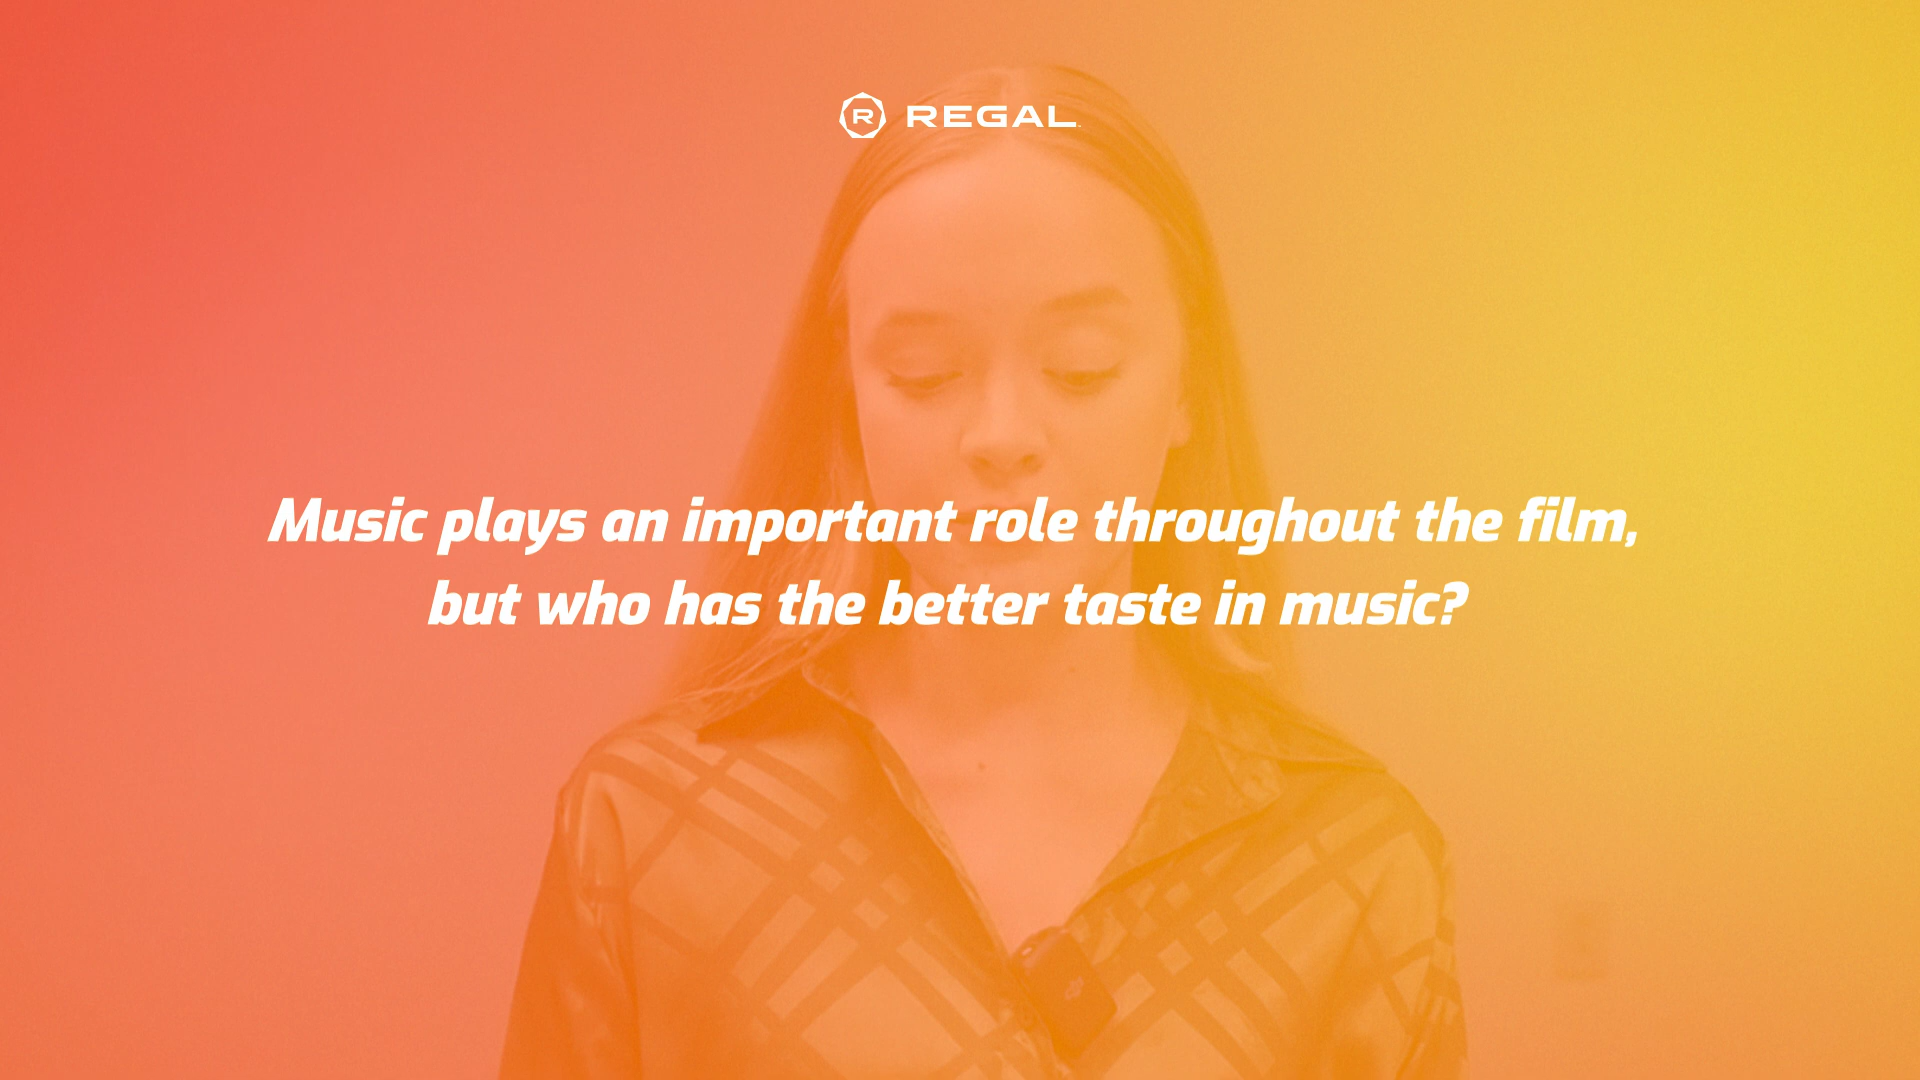 R REGAL
Music plays an important role throughout the film,
but who has the better taste in music?